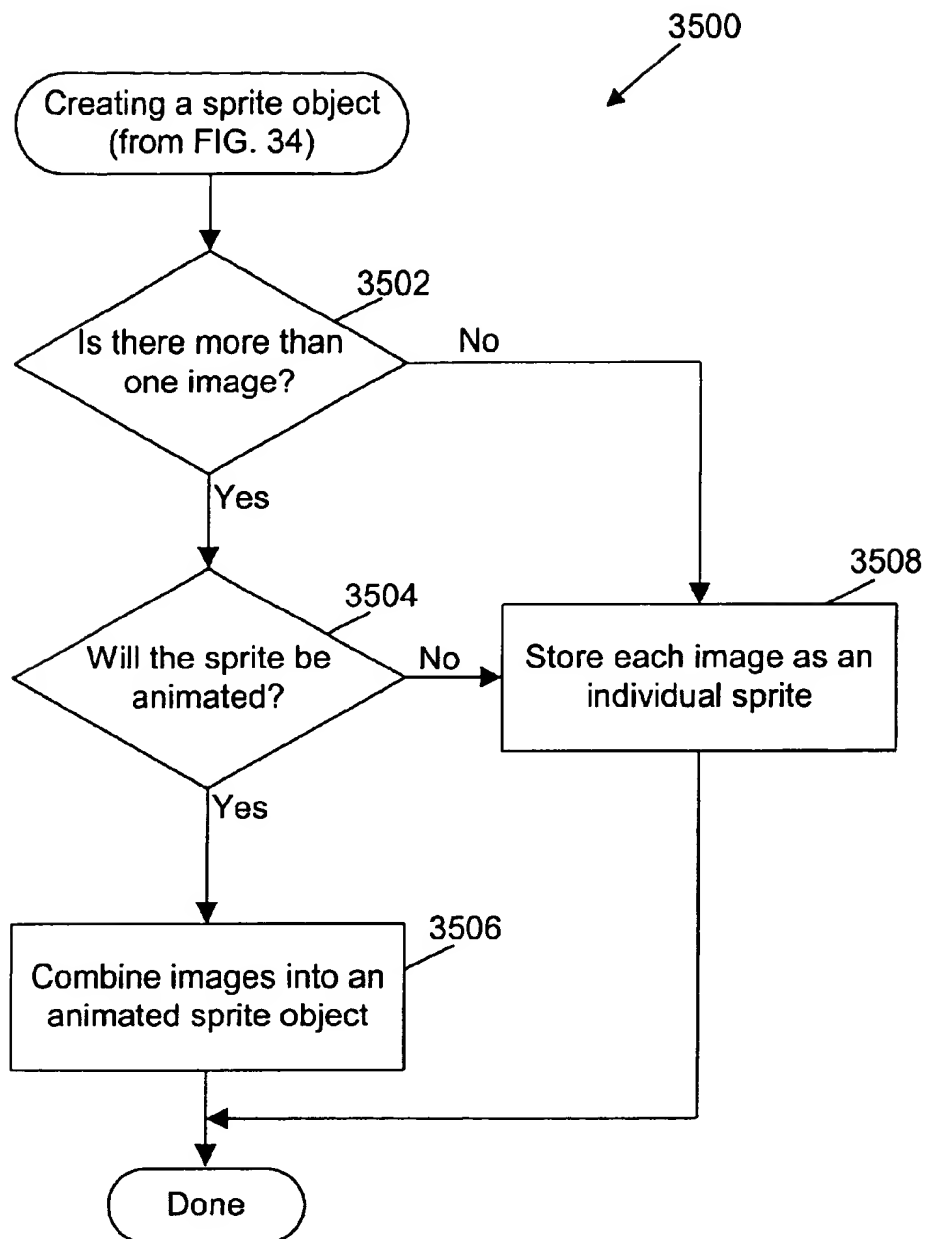 3500
Creating a sprite object
(from FIG. 34)
3502
Is there more than
one image?
No
Yes
3504
Will the sprite be
animated?
No
3508
Store each image as an
individual sprite
Yes
3506
Combine images into an
animated sprite object
Done